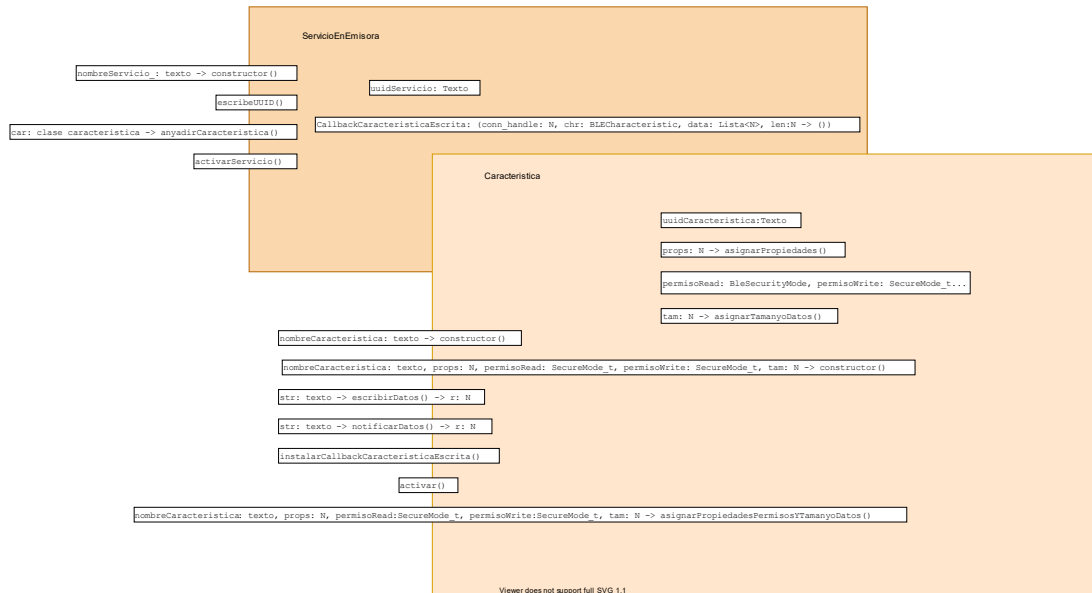 ServicioEnEmisora
nombreServicio_: texto -> constructor()
uuidServicio: Texto
escribeUUID()
CallbackCaracteristicaEscrita: (conn_handle: N, chr: BLECharacteristic, data: Lista<N>, len:N -> ())
car: clase característica -> anyadirCaracteristica()
activarServicio()
Característica
uuidCaracteristica:Texto
props: N -> asignarPropiedades()
permisoRead: BleSecurityMode, permisoWrite: SecureMode_t...
tam: N -> asignarTamanyoDatos()
nombreCaracteristica: texto -> constructor()
nombreCaracteristica: texto, props: N, permisoRead: SecureMode_t, permisoWrite: SecureMode_t, tam: N -> constructor()
str: texto -> escribirDatos() -> r: N
str: texto -> notificarDatos() -> r: N
instalarCallbackCaracteristicaEscrita()
activar()
nombreCaracteristica: texto, props: N, permisoRead:SecureMode_t, permisoWrite:SecureMode_t, tam: N -> asignarPropiedadesPermisosYTamanyoDatos()
Viewer does not support full SVG 1.1